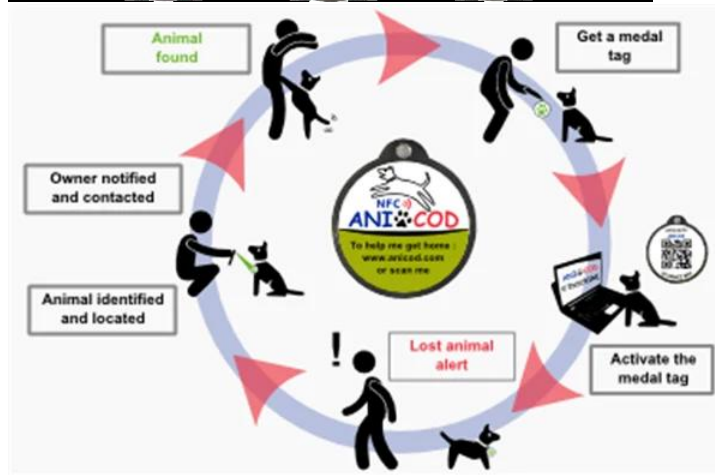 Animal
found
Get a medal
tag
Owner notified
and contacted
NFC
ANI COD
To help me get home :
www.anicod.com
or scan me
Animal identified
and located
!
Lost animal
alert
Activate the
medal tag